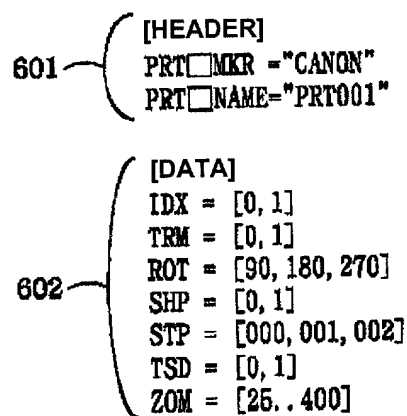 [HEADER]
601
PRT□MKR ="CANON"
PRT□NAME="PRT001"
[DATA]
IDX = [0, 1]
TRM = [0, 1]
ROT = [90, 180, 270]
602
SHP = [0, 1]
STP = [000, 001, 002]
TSD = [0, 1]
ZOM = [25..400]